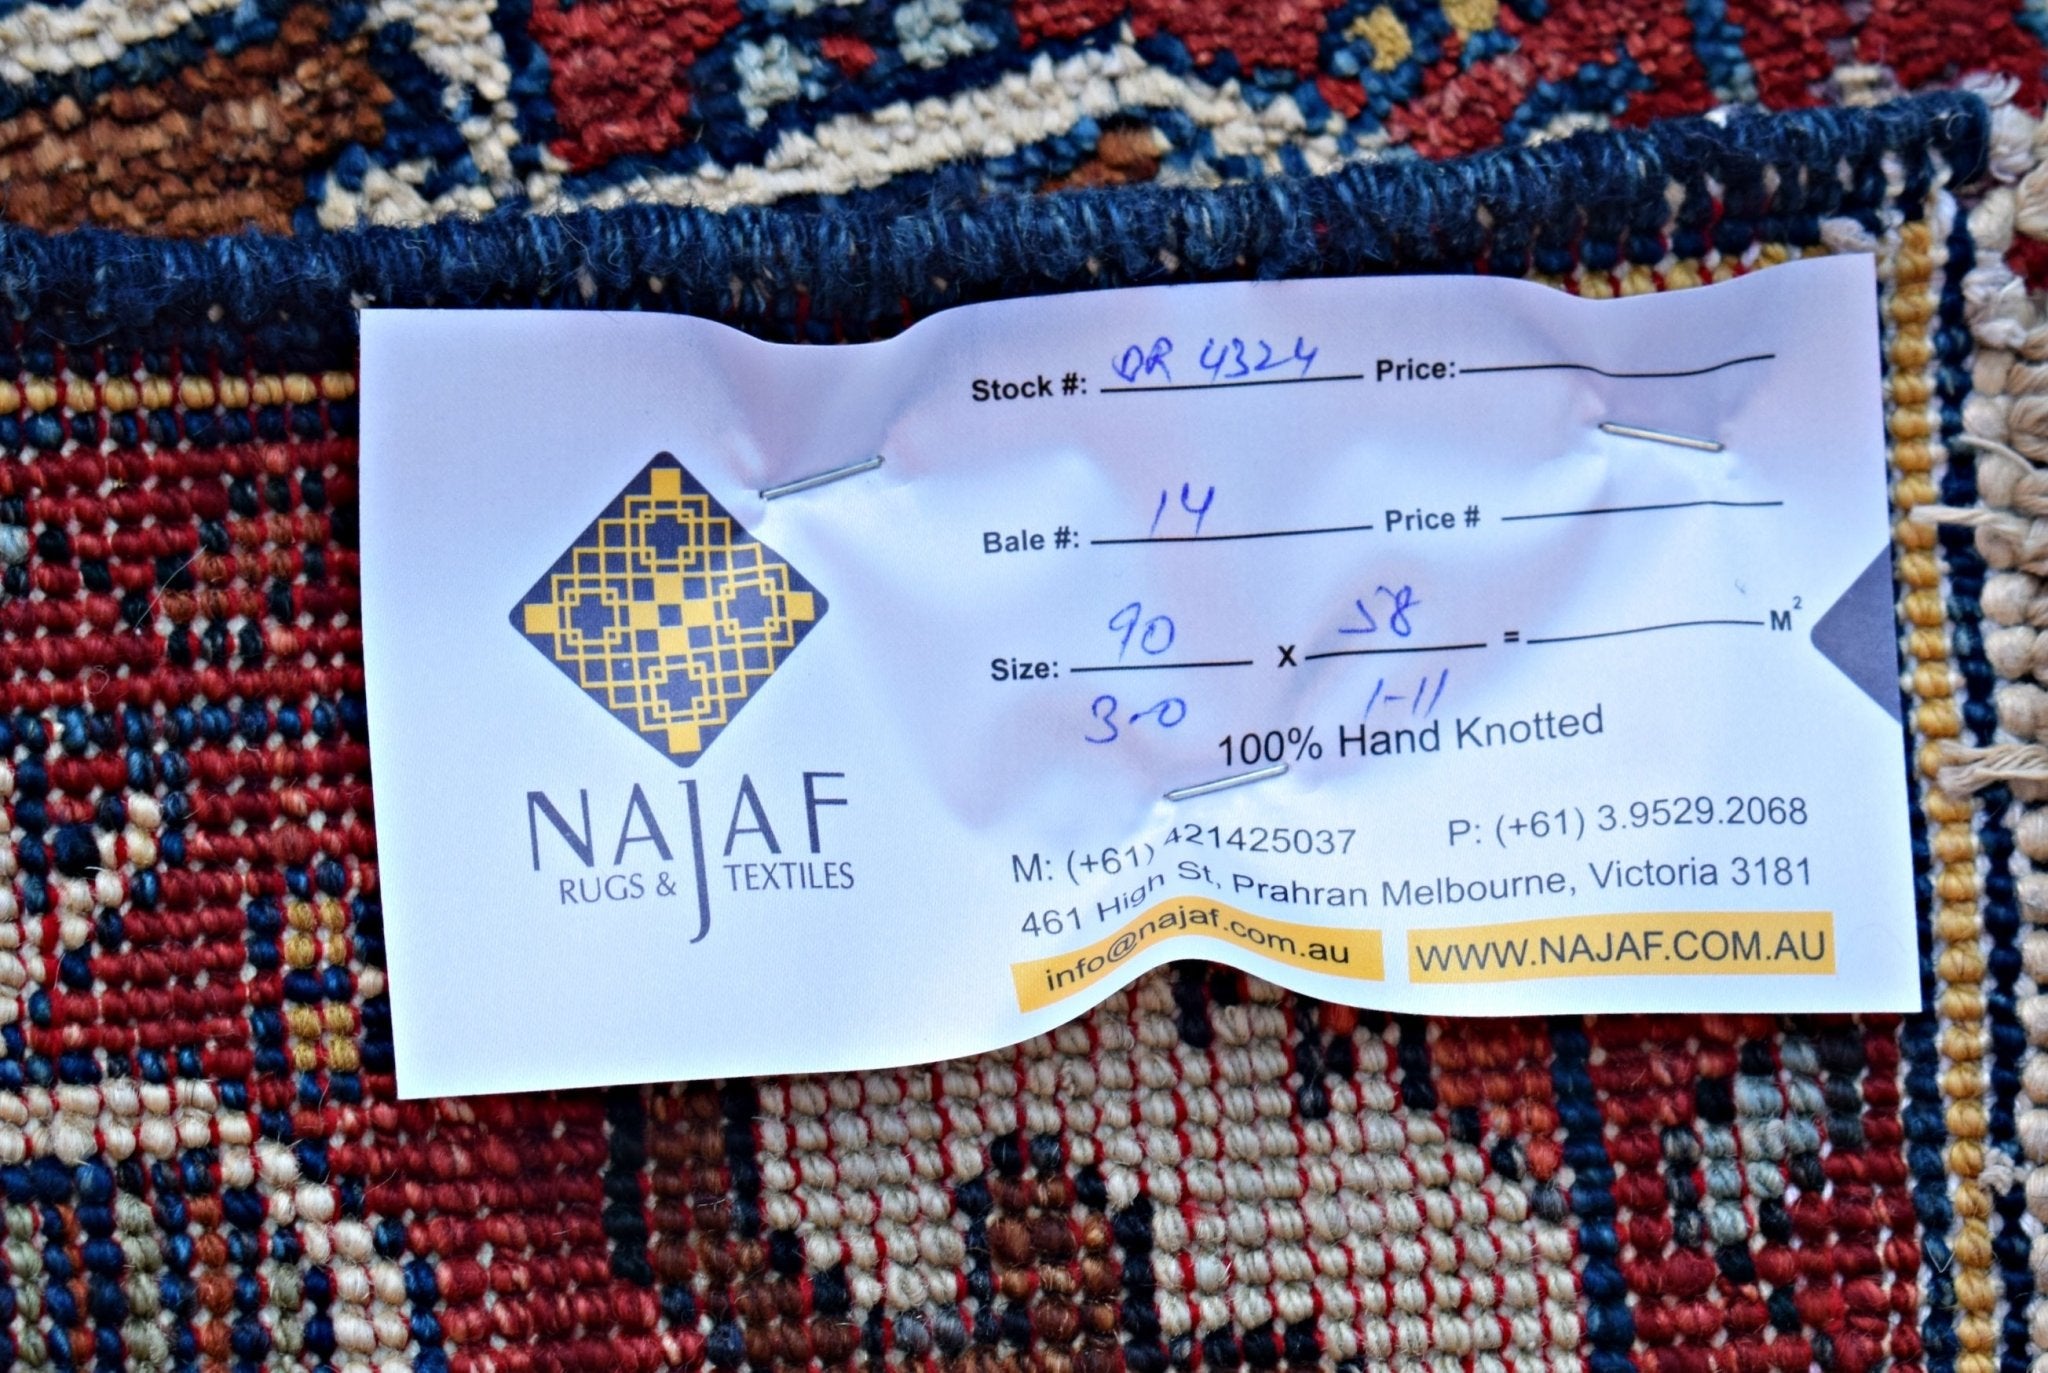 Stock #: DR 4324 Price:
Bale #: 14 Price #
Size: 90 x 58 = M²
3-0 1-11
100% Hand Knotted
NAJAF
RUGS & TEXTILES
M: (+61) 421425037 P: (+61) 3.9529.2068
461 High St, Prahran Melbourne, Victoria 3181
info@najaf.com.au WWW.NAJAF.COM.AU